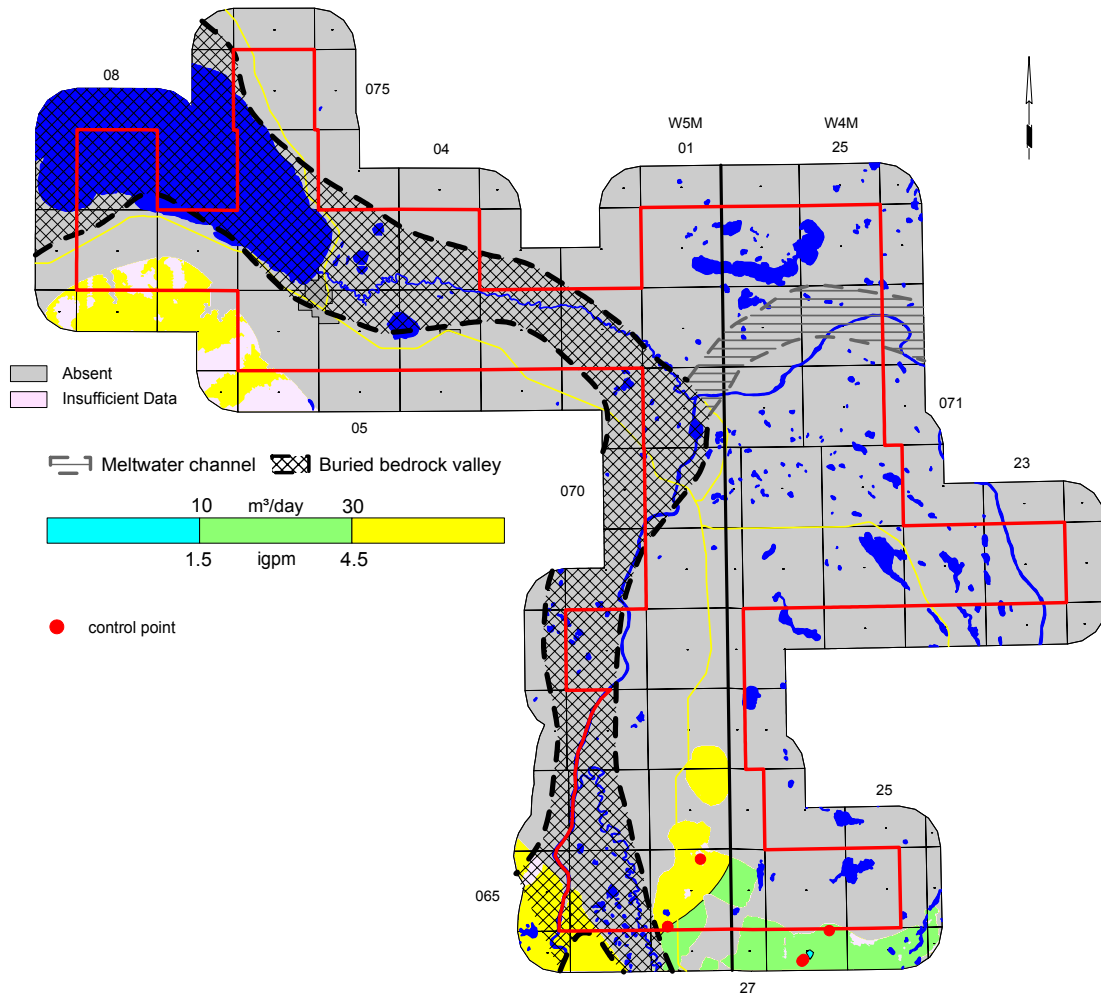 08
075
W5M
W4M
04
01
25
Absent
Insufficient Data
071
05
Meltwater channel
Buried bedrock valley
23
070
10
m³/day
30
1.5
igpm
4.5
control point
25
065
27